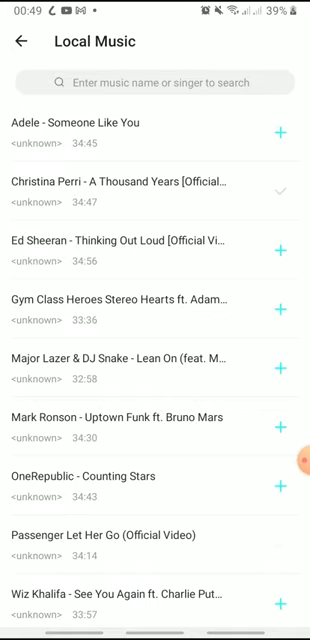 00:49
39%
Local Music
Enter music name or singer to search
Adele - Someone Like You
<unknown> 34:45
Christina Perri - A Thousand Years [Official...
<unknown> 34:47
Ed Sheeran - Thinking Out Loud [Official Vi...
<unknown> 34:56
Gym Class Heroes Stereo Hearts ft. Adam...
<unknown> 33:36
Major Lazer & DJ Snake - Lean On (feat. M...
<unknown> 32:58
Mark Ronson - Uptown Funk ft. Bruno Mars
<unknown> 34:30
OneRepublic - Counting Stars
<unknown> 34:43
Passenger Let Her Go (Official Video)
<unknown> 34:14
Wiz Khalifa - See You Again ft. Charlie Put...
<unknown> 33:57